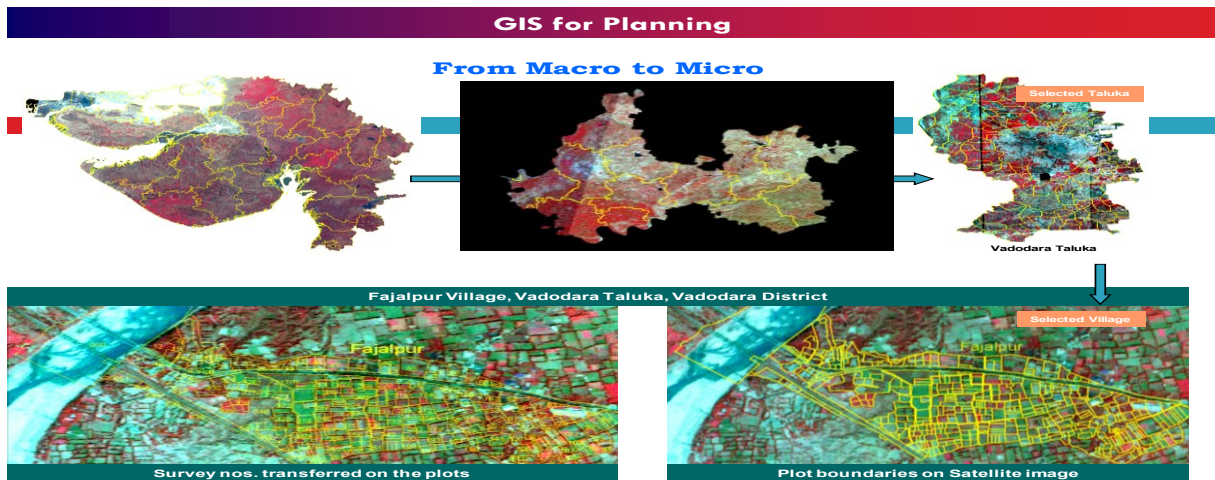 GIS for Planning
From Macro to Micro
Selected Taluka
Vadodara Taluka
Fajalpur Village, Vadodara Taluka, Vadodara District
Selected Village
Fajalpur
Fajalpur
Survey nos. transferred on the plots
Plot boundaries on Satellite image